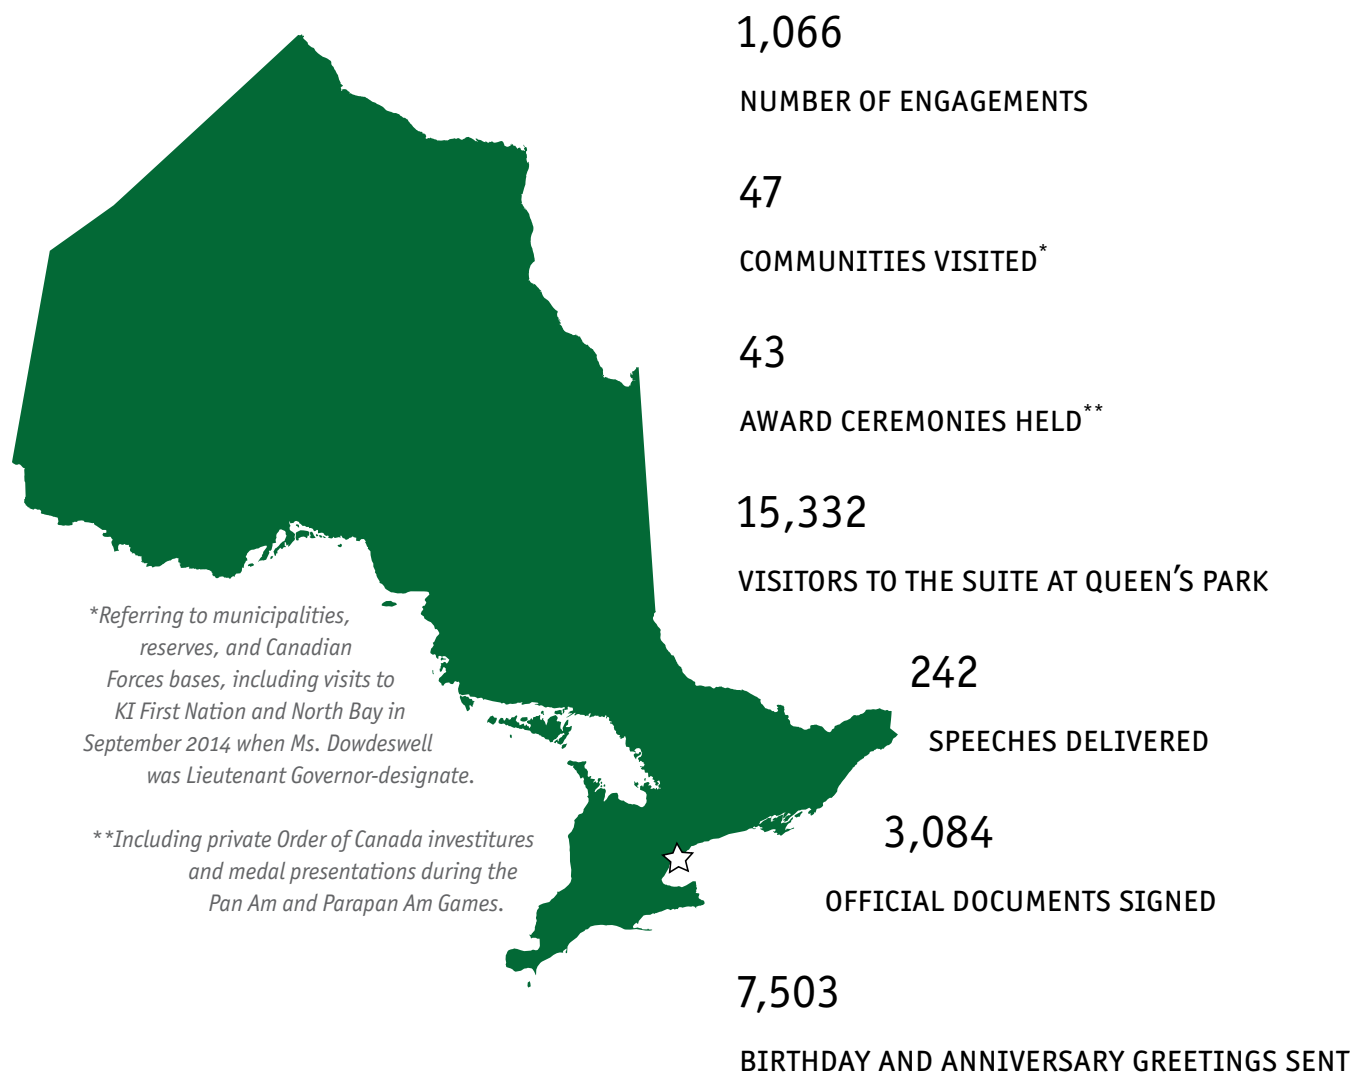 1,066
NUMBER OF ENGAGEMENTS
47
COMMUNITIES VISITED*
43
AWARD CEREMONIES HELD**
15,332
VISITORS TO THE SUITE AT QUEEN'S PARK
242
SPEECHES DELIVERED
3,084
OFFICIAL DOCUMENTS SIGNED
7,503
BIRTHDAY AND ANNIVERSARY GREETINGS SENT
*Referring to municipalities,
reserves, and Canadian
Forces bases, including visits to
KI First Nation and North Bay in
September 2014 when Ms. Dowdeswell
was Lieutenant Governor-designate.
**Including private Order of Canada investitures
and medal presentations during the
Pan Am and Parapan Am Games.